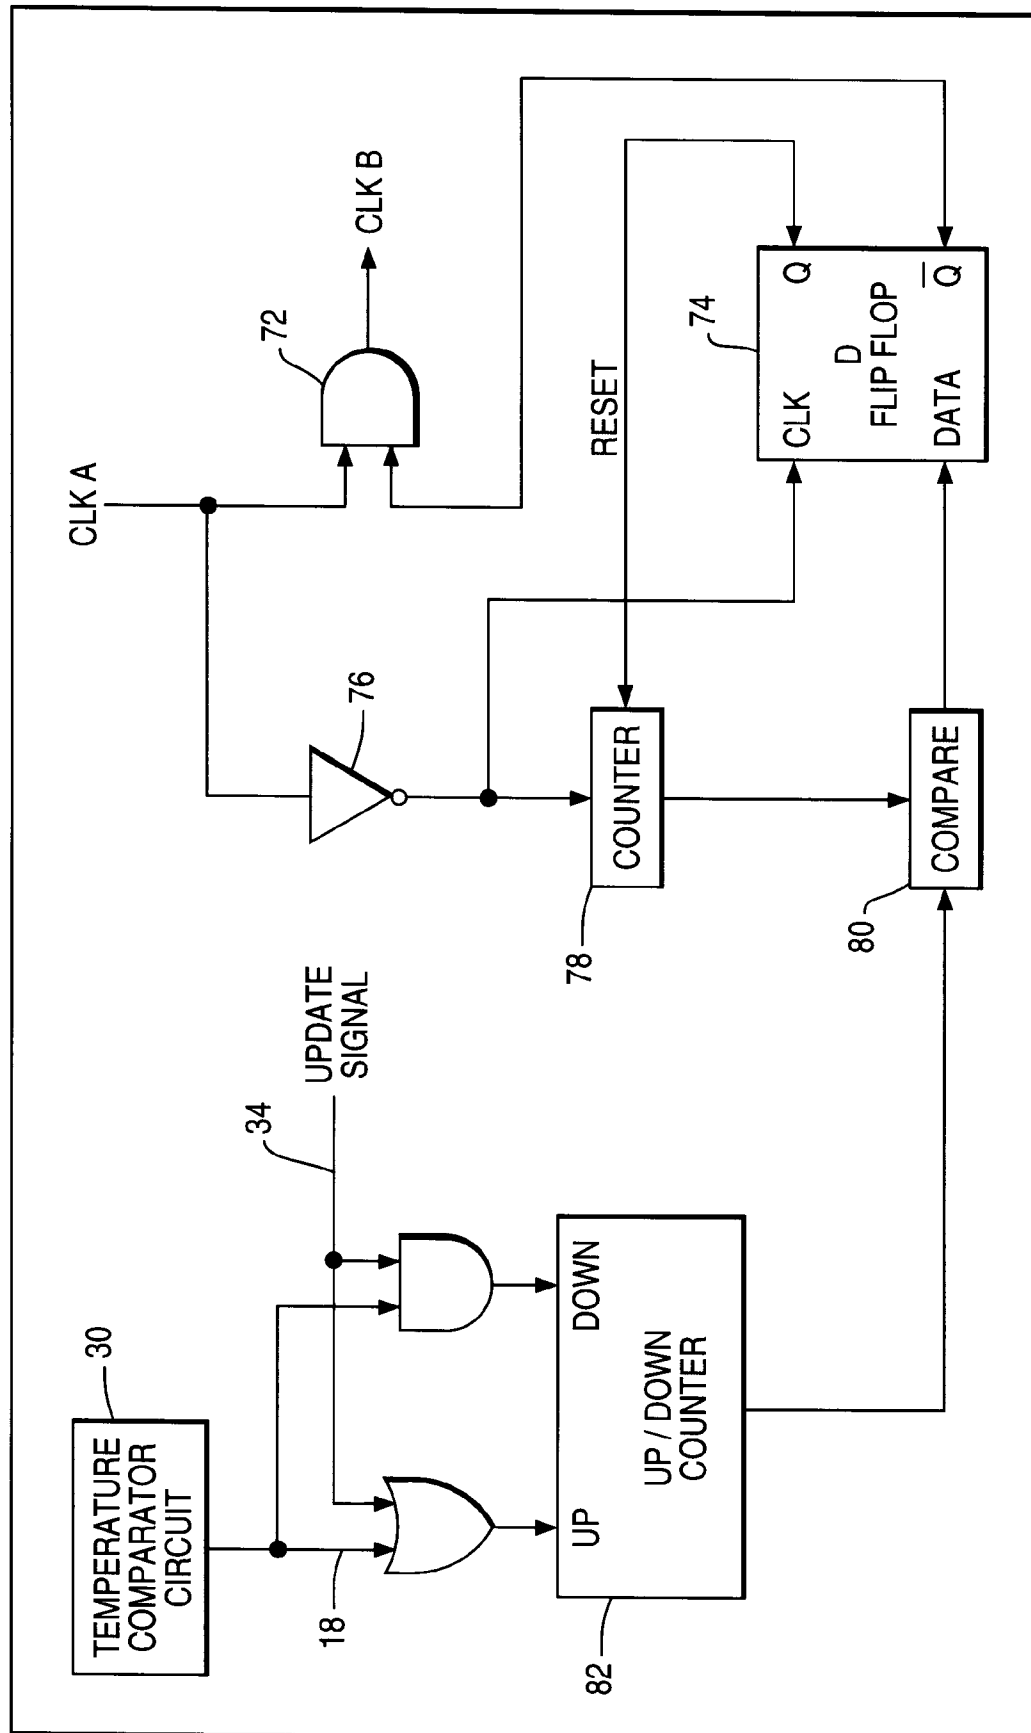 TEMPERATURE
COMPARATOR
CIRCUIT
30
18
34
UPDATE
SIGNAL
UP
DOWN
UP / DOWN
COUNTER
82
CLK A
72
CLK B
76
COUNTER
78
RESET
COMPARE
80
74
CLK
Q
D
FLIP FLOP
DATA
Q̅